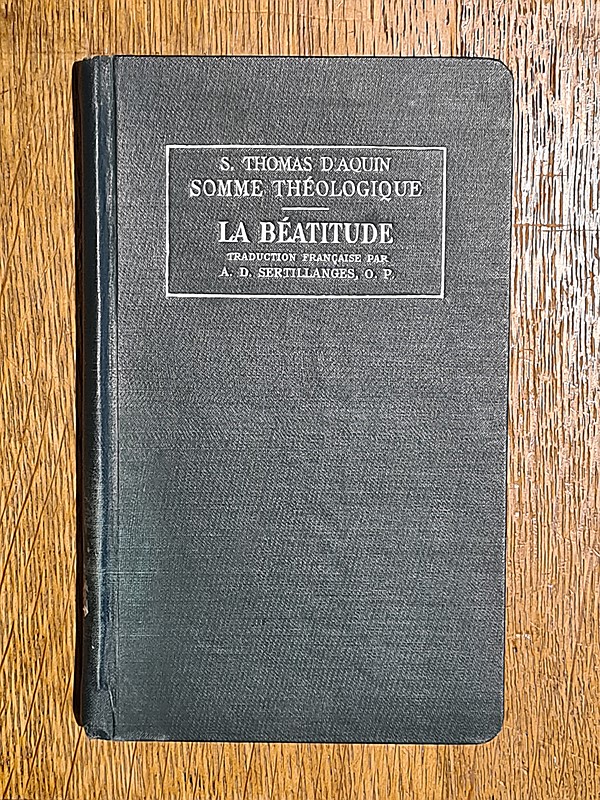 S. THOMAS D'AQUIN
SOMME THÉOLOGIQUE
LA BÉATITUDE
TRADUCTION FRANÇAISE PAR
A. D. SERTILLANGES, O. P.